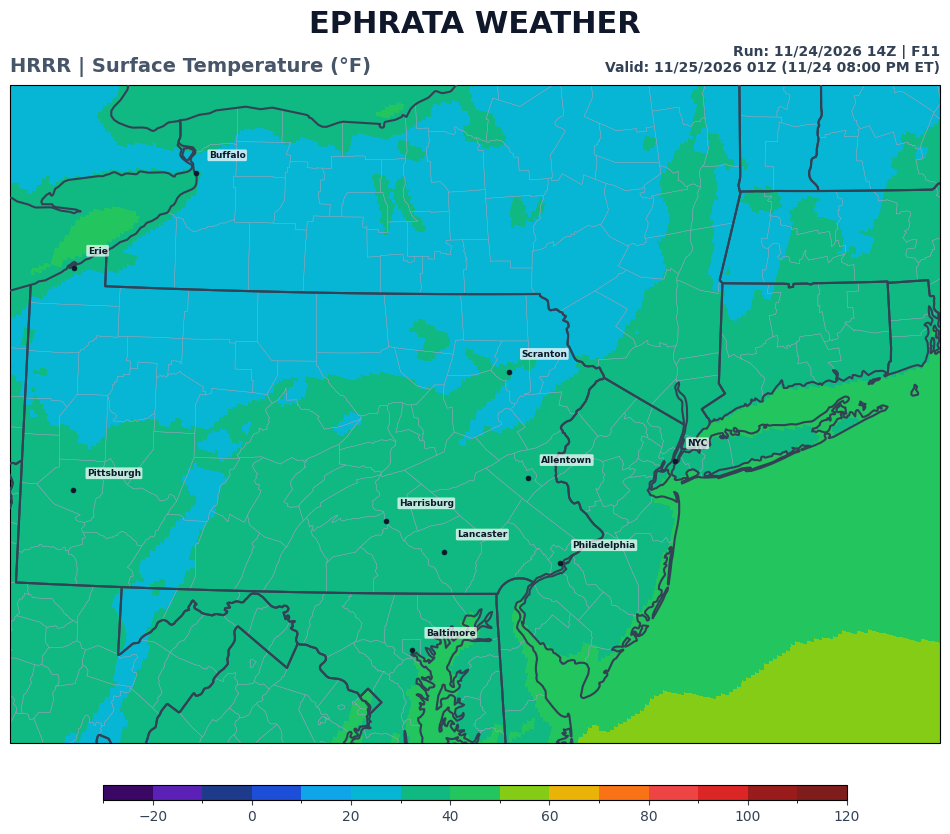 EPHRATA WEATHER
HRRR | Surface Temperature (°F)
Run: 11/24/2026 14Z | F11
Valid: 11/25/2026 01Z (11/24 08:00 PM ET)
Buffalo
Erie
Scranton
NYC
Allentown
Pittsburgh
Harrisburg
Lancaster
Philadelphia
Baltimore
−20 0 20 40 60 80 100 120